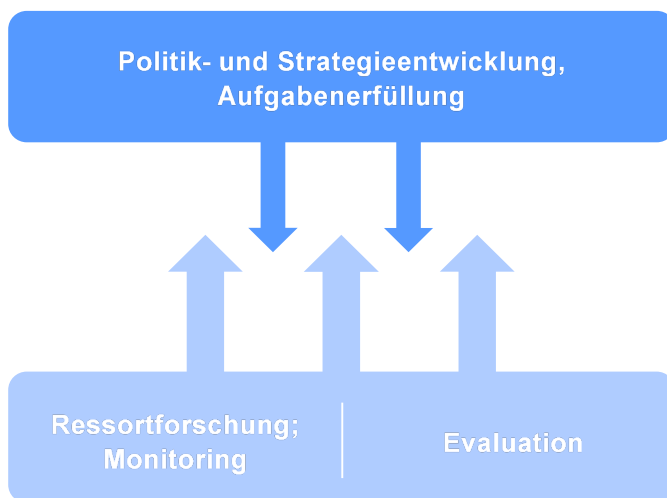 Politik- und Strategieentwicklung,
Aufgabenerfüllung
Ressortforschung;
Monitoring
Evaluation